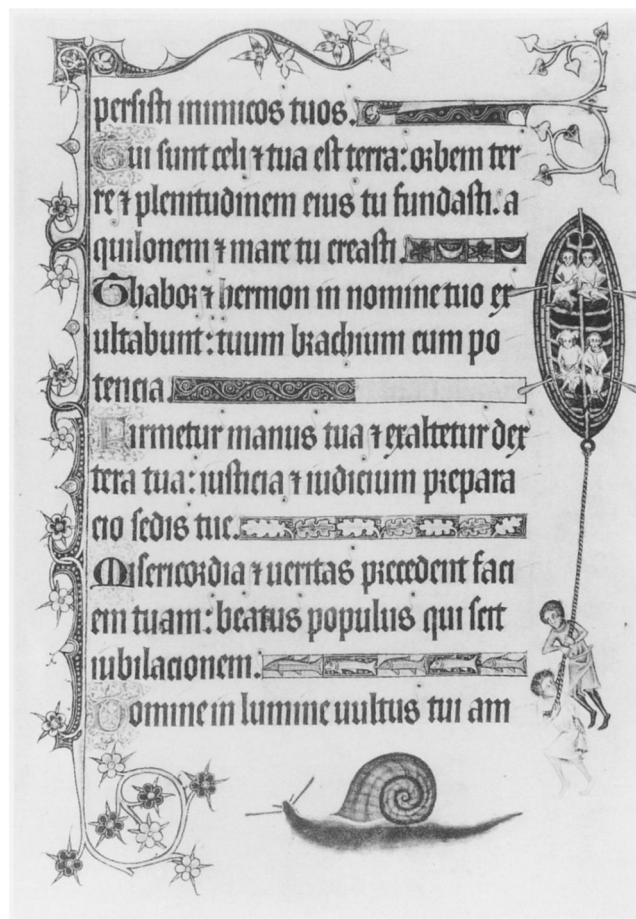 persisti inimicos tuos.
Tui sunt celi ⁊ tua est terra: orbem ter
re ⁊ plenitudinem eius tu fundasti. a
quilonem ⁊ mare tu creasti.
Thabor ⁊ hermon in nomine tuo ex
ultabunt: tuum brachium cum po
tencia.
Firmetur manus tua ⁊ exaltetur dex
tera tua: iusticia ⁊ iudicium prepara
cio sedis tue.
Misericordia ⁊ ueritas precedent faci
em tuam: beatus populus qui scit
iubilacionem.
Domine in lumine uultus tui am